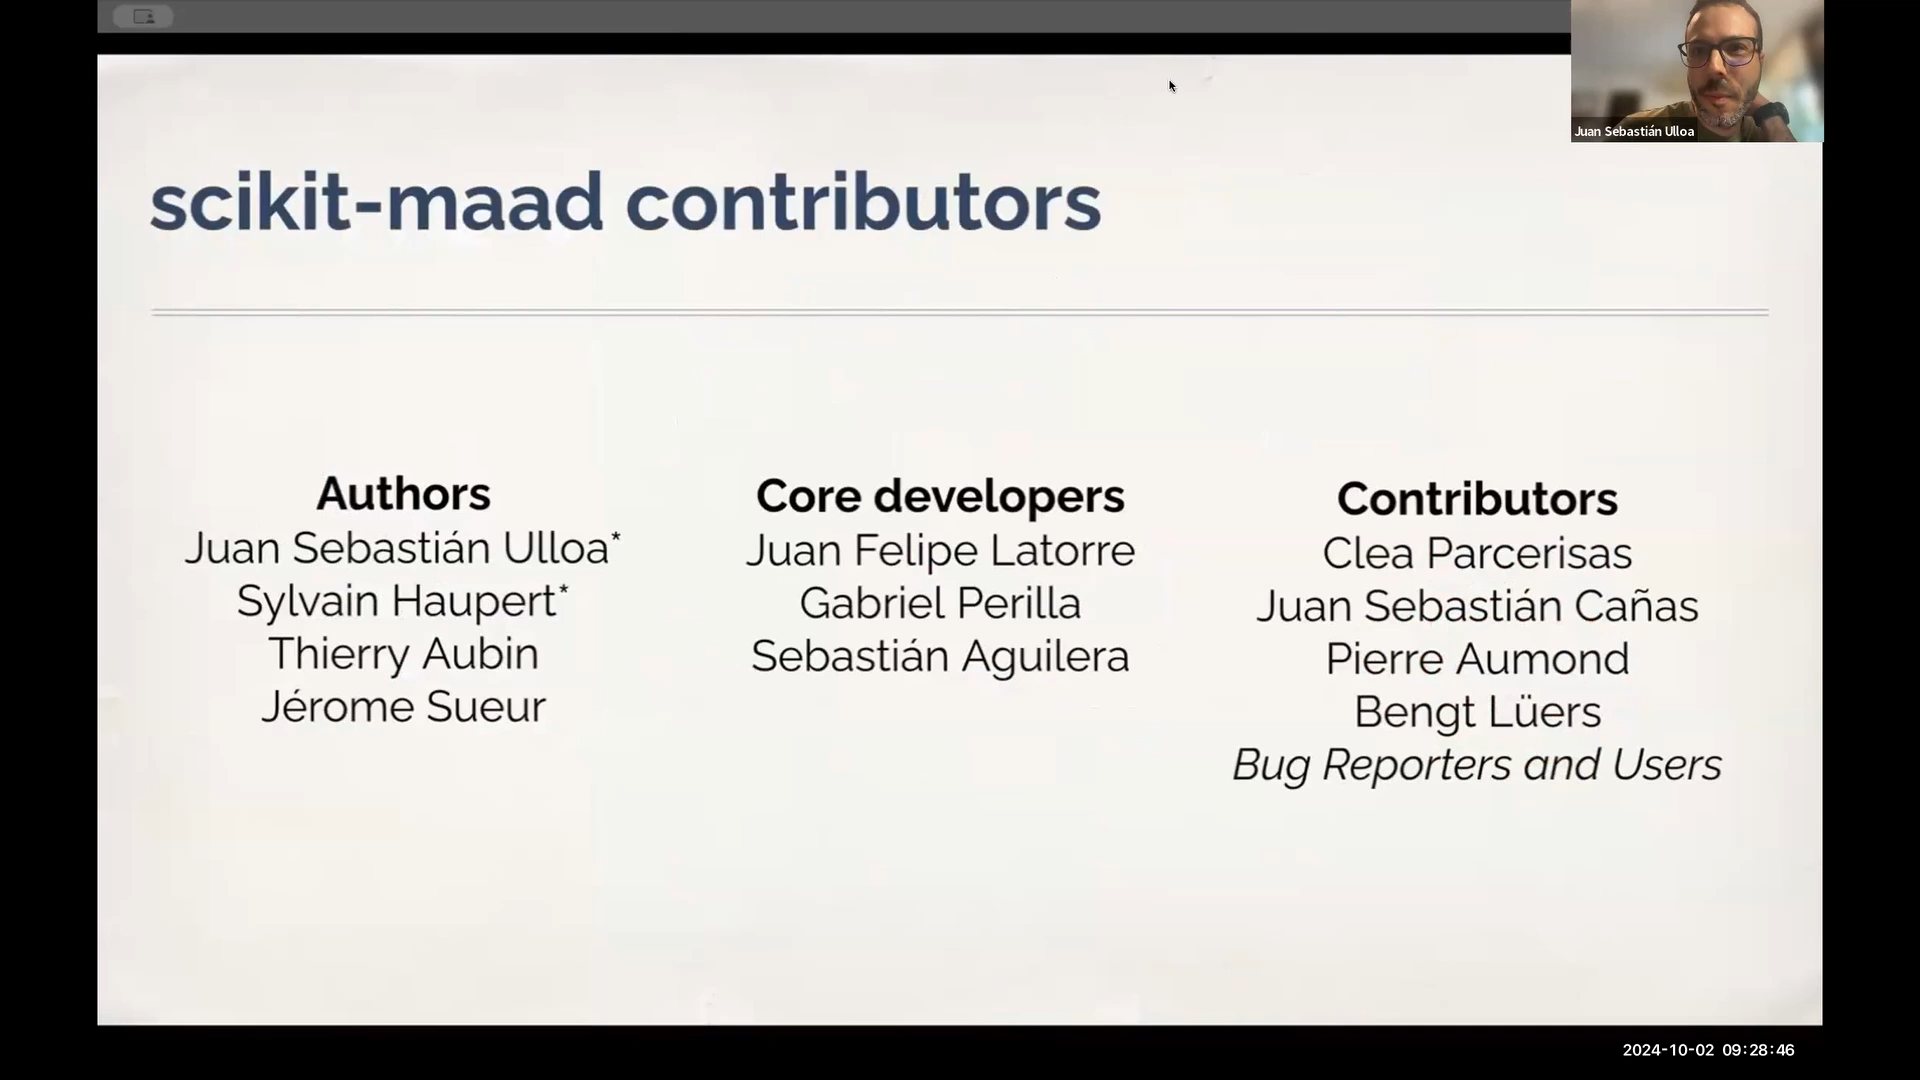 Juan Sebastián Ulloa
scikit-maad contributors
Authors
Juan Sebastián Ulloa*
Sylvain Haupert*
Thierry Aubin
Jérome Sueur
Core developers
Juan Felipe Latorre
Gabriel Perilla
Sebastián Aguilera
Contributors
Clea Parcerisas
Juan Sebastián Cañas
Pierre Aumond
Bengt Lüers
Bug Reporters and Users
2024-10-02 09:28:46